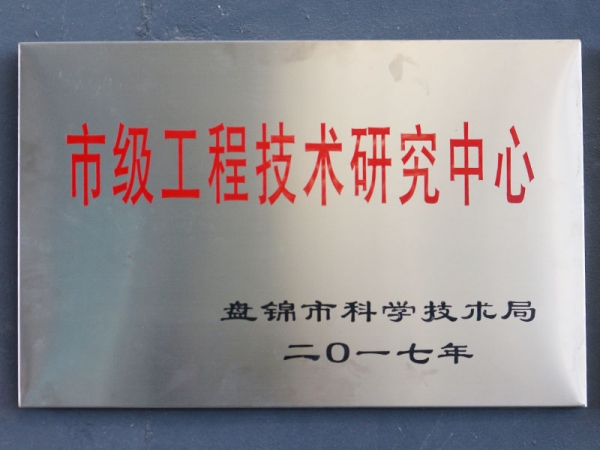 市级工程技术研究中心
盘锦市科学技术局
二〇一七年